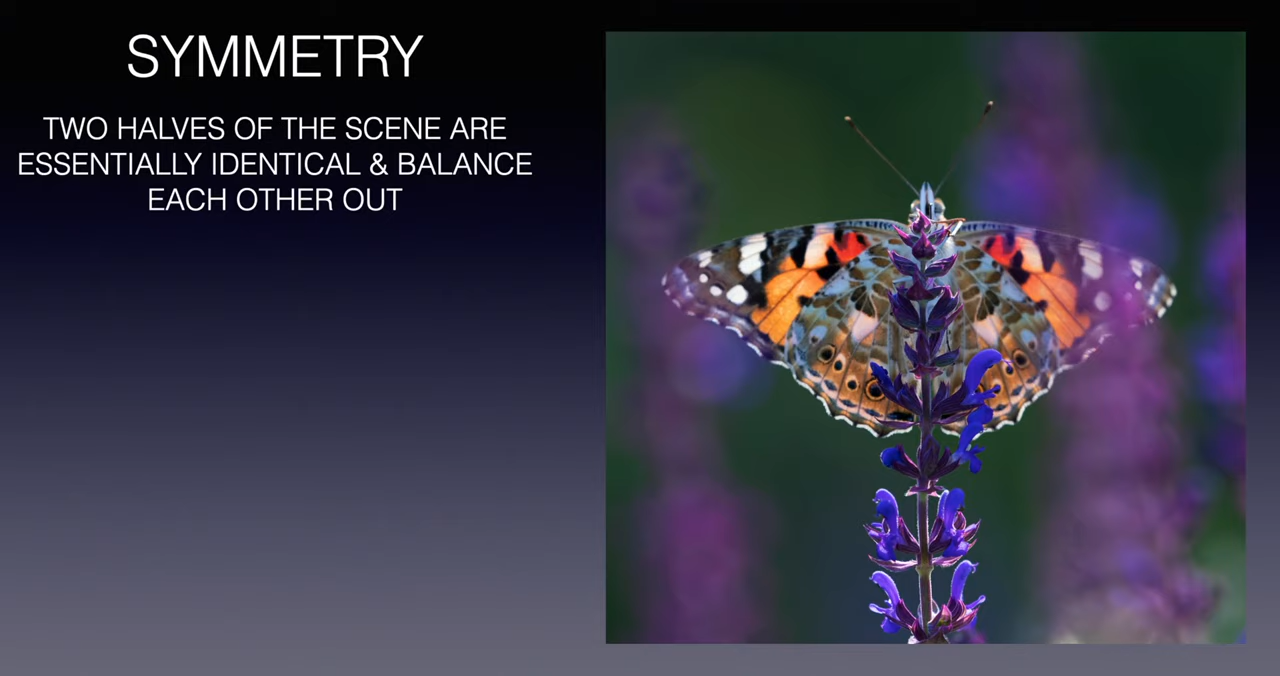 SYMMETRY
TWO HALVES OF THE SCENE ARE
ESSENTIALLY IDENTICAL & BALANCE
EACH OTHER OUT